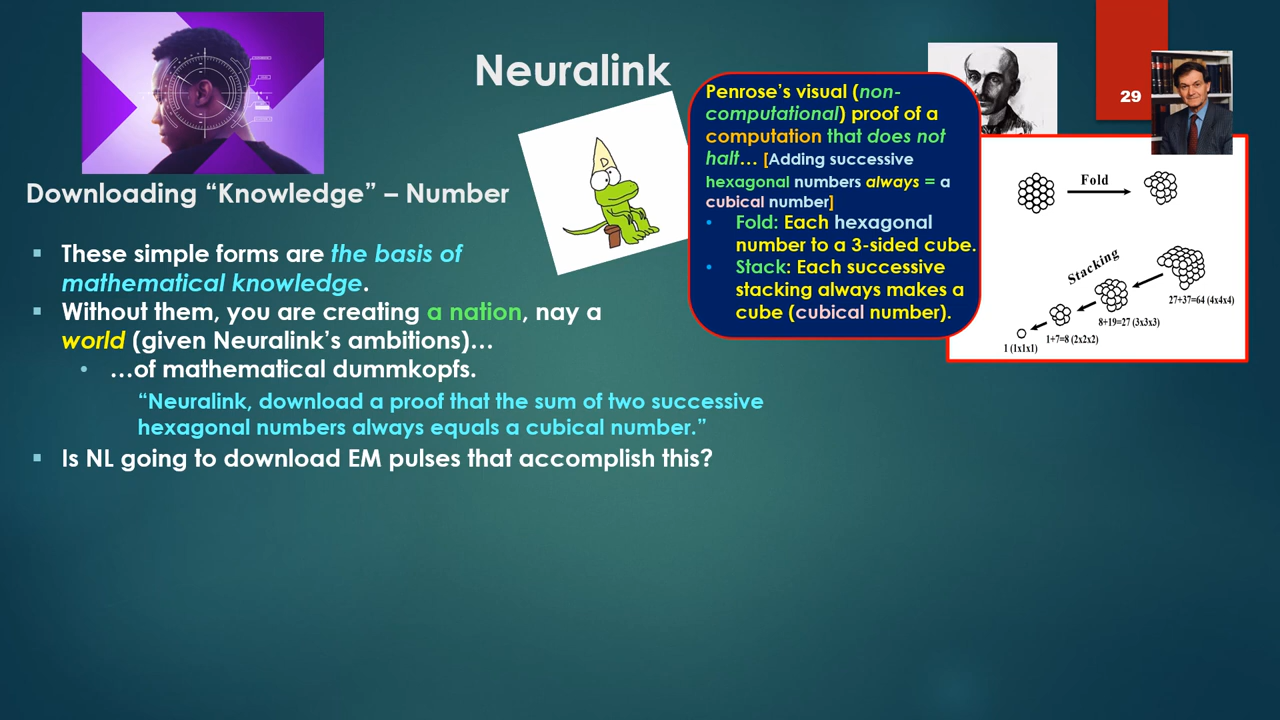 Neuralink
29
Downloading “Knowledge” – Number
D
These simple forms are the basis of
mathematical knowledge.
Without them, you are creating a nation, nay a
world (given Neuralink’s ambitions)…
…of mathematical dummkopfs.
“Neuralink, download a proof that the sum of two successive
hexagonal numbers always equals a cubical number.”
Is NL going to download EM pulses that accomplish this?
Penrose’s visual (non-
computational) proof of a
computation that does not
halt… [Adding successive
hexagonal numbers always = a
cubical number]
Fold: Each hexagonal
number to a 3-sided cube.
Stack: Each successive
stacking always makes a
cube (cubical number).
Fold
Stacking
27+37=64 (4x4x4)
8+19=27 (3x3x3)
1+7=8 (2x2x2)
1 (1x1x1)